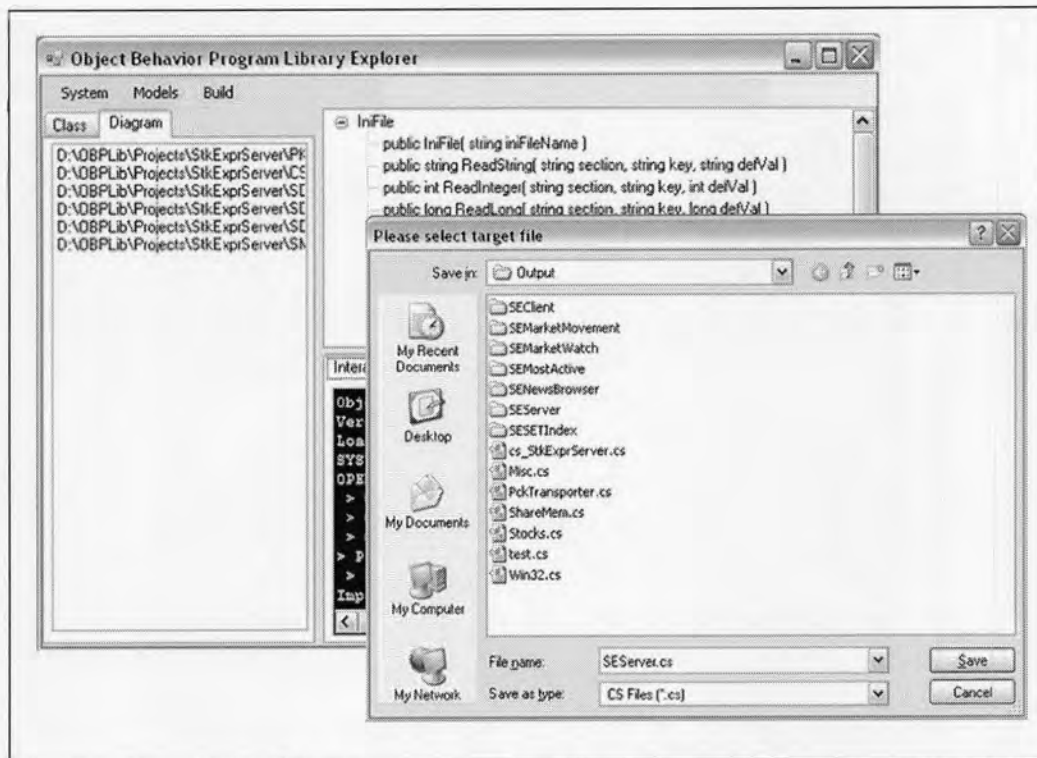 Object Behavior Program Library Explorer
System Models Build
Class Diagram
D:\OBPLib\Projects\StkExprServer\PK
D:\OBPLib\Projects\StkExprServer\CS
D:\OBPLib\Projects\StkExprServer\SD
D:\OBPLib\Projects\StkExprServer\SD
D:\OBPLib\Projects\StkExprServer\SD
D:\OBPLib\Projects\StkExprServer\SM
IniFile
public IniFile( string iniFileName )
public string ReadString( string section, string key, string defVal )
public int ReadInteger( string section, string key, int defVal )
public long ReadLong( string section, string key, long defVal )
Intera
Obj
Ver
Loa
SYS
OPE
>
>
>
> P
>
Imp
Please select target file
Save in: Output
My Recent Documents
Desktop
My Documents
My Computer
My Network
SEClient
SEMarketMovement
SEMarketWatch
SEMostActive
SENewsBrowser
SEServer
SESETIndex
cs_StkExprServer.cs
Misc.cs
PckTransporter.cs
ShareMem.cs
Stocks.cs
test.cs
Win32.cs
File name: SEServer.cs Save
Save as type: CS Files (*.cs) Cancel